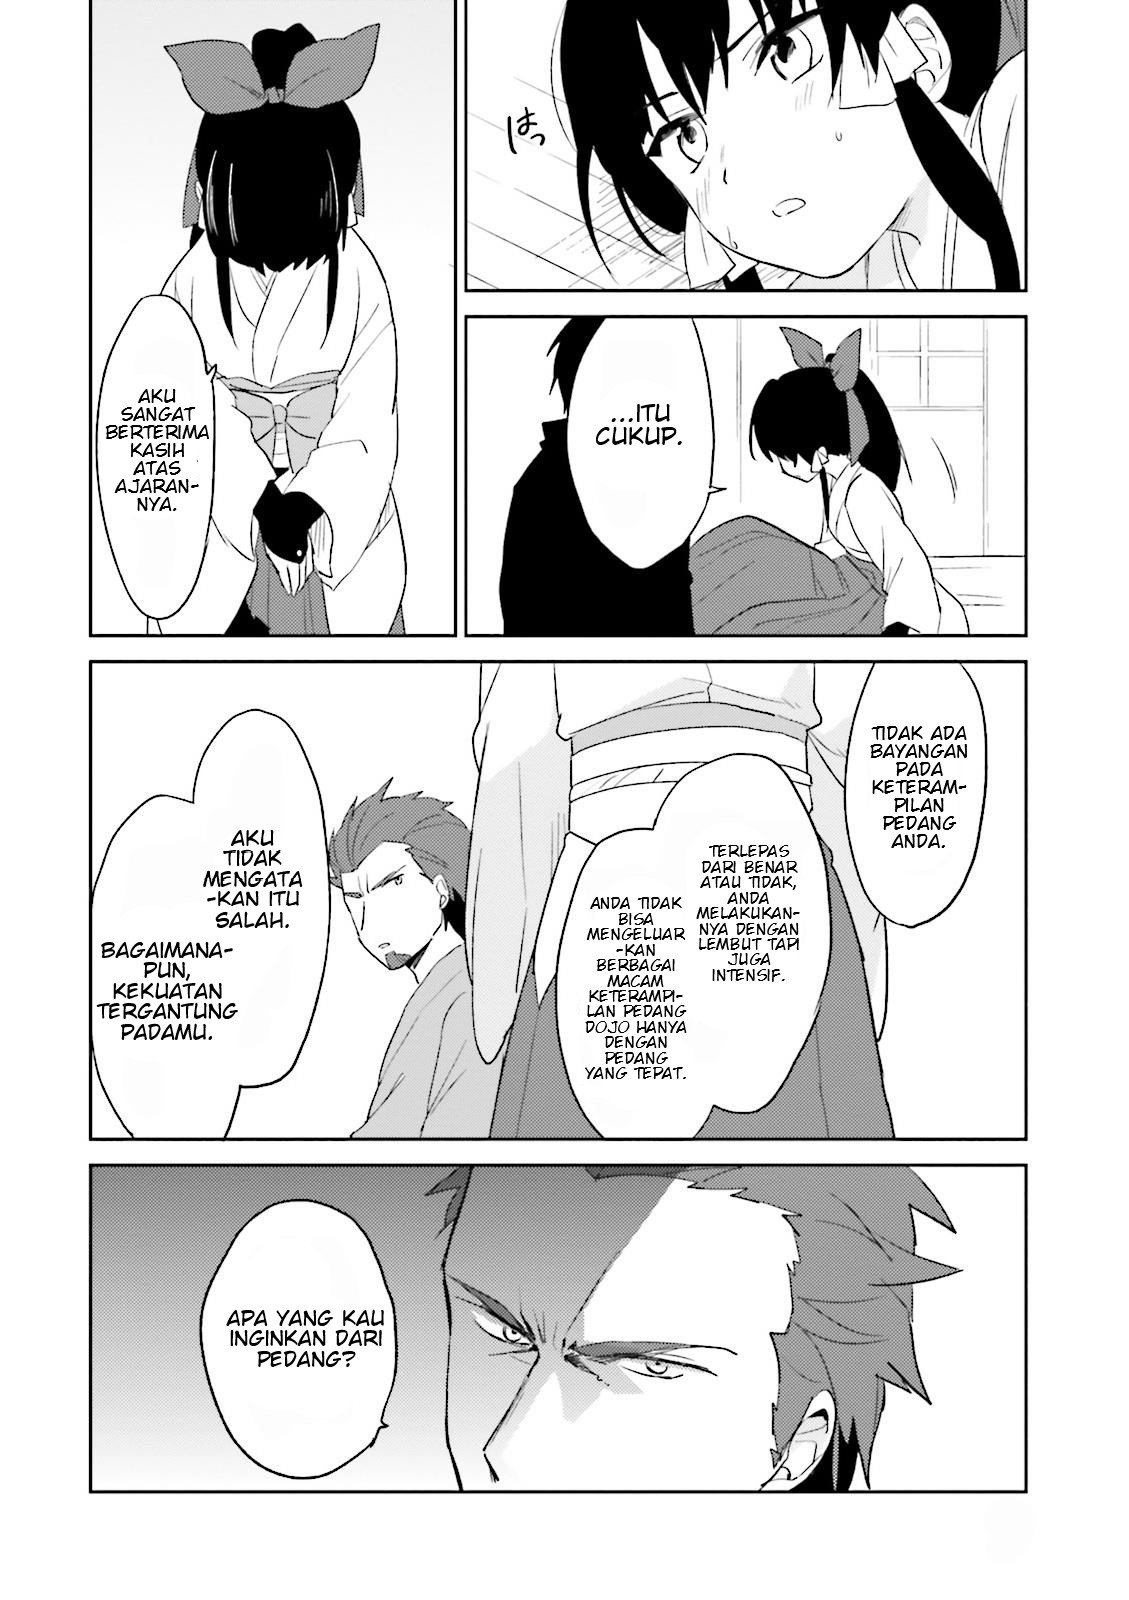 はっ
...ITU
CUKUP.
AKU
SANGAT
BERTERIMA
KASIH
ATAS
AJARAN-
NYA.
TIDAK ADA
BAYANGAN
PADA
KETERAM-
PILAN
PEDANG
ANDA.
TERLEPAS
DARI BENAR
ATAU TIDAK,
ANDA
MELAKUKAN-
NYA DENGAN
LEMBUT TAPI
JUGA
INTENSIF.
ANDA TIDAK
BISA
MENGELUAR
-KAN
BERBAGAI
MACAM
KETERAMPI-
LAN PEDANG
DOJO HANYA
DENGAN
PEDANG
YANG TEPAT.
AKU
TIDAK
MENGATA
-KAN ITU
SALAH.
BAGAIMANA-
PUN,
KEKUATAN
TERGANTUNG
PADAMU.
APA YANG KAU
INGINKAN DARI
PEDANG?